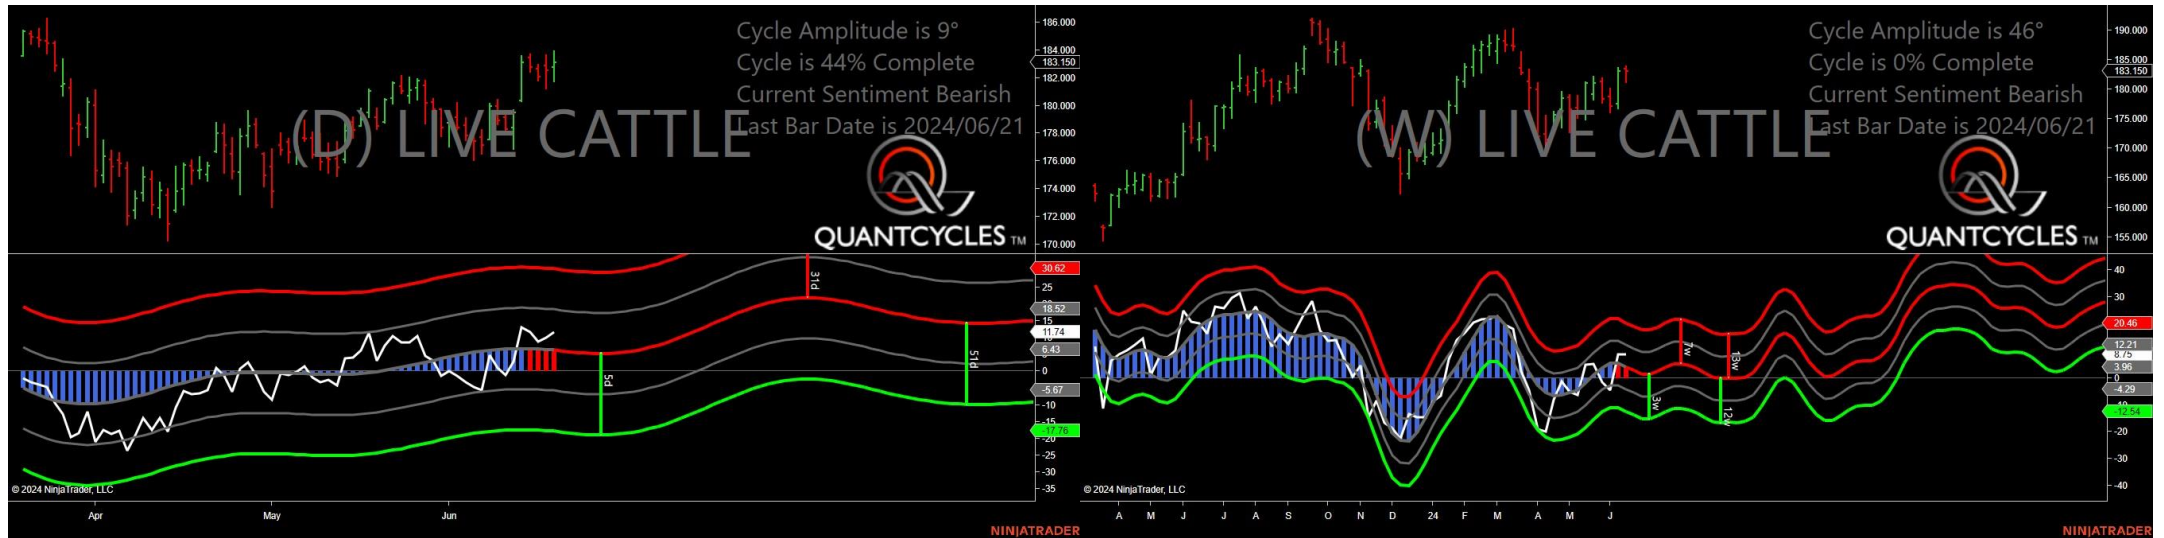 Cycle Amplitude is 9°
Cycle is 44% Complete
Current Sentiment Bearish
Last Bar Date is 2024/06/21
(D) LIVE CATTLE
QUANTCYCLES TM
186.000
184.000
183.150
182.000
180.000
178.000
176.000
174.000
172.000
170.000
31d
5d
51d
30.62
25
18.52
15
11.74
6.43
0
-5.67
-10
-15
-17.76
-20
-25
-30
-35
© 2024 NinjaTrader, LLC
Apr
May
Jun
NINJATRADER
Cycle Amplitude is 46°
Cycle is 0% Complete
Current Sentiment Bearish
Last Bar Date is 2024/06/21
(W) LIVE CATTLE
QUANTCYCLES TM
190.000
185.000
183.150
180.000
175.000
170.000
165.000
160.000
155.000
7w
13w
3w
12w
40
30
20.46
12.21
8.75
3.96
0
-4.29
-12.54
-20
-30
-40
© 2024 NinjaTrader, LLC
A M J J A S O N D 24 F M A M J
NINJATRADER